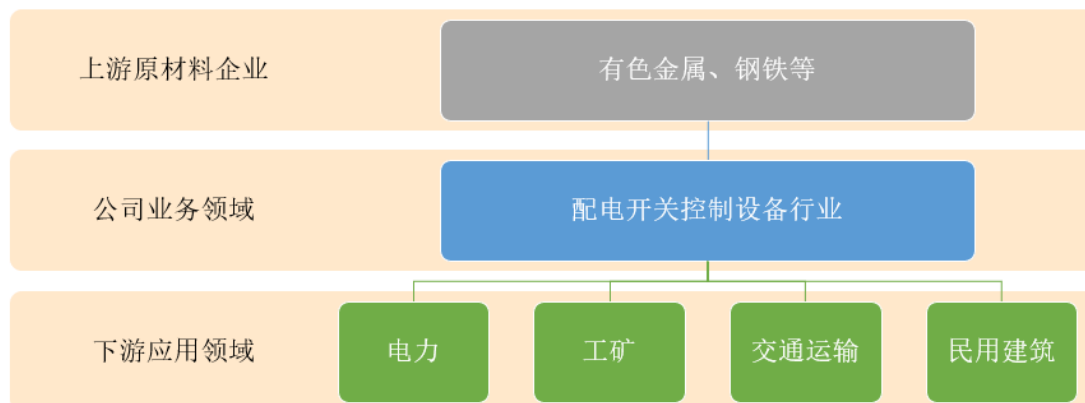 上游原材料企业
有色金属、钢铁等
公司业务领域
配电开关控制设备行业
下游应用领域
电力
工矿
交通运输
民用建筑